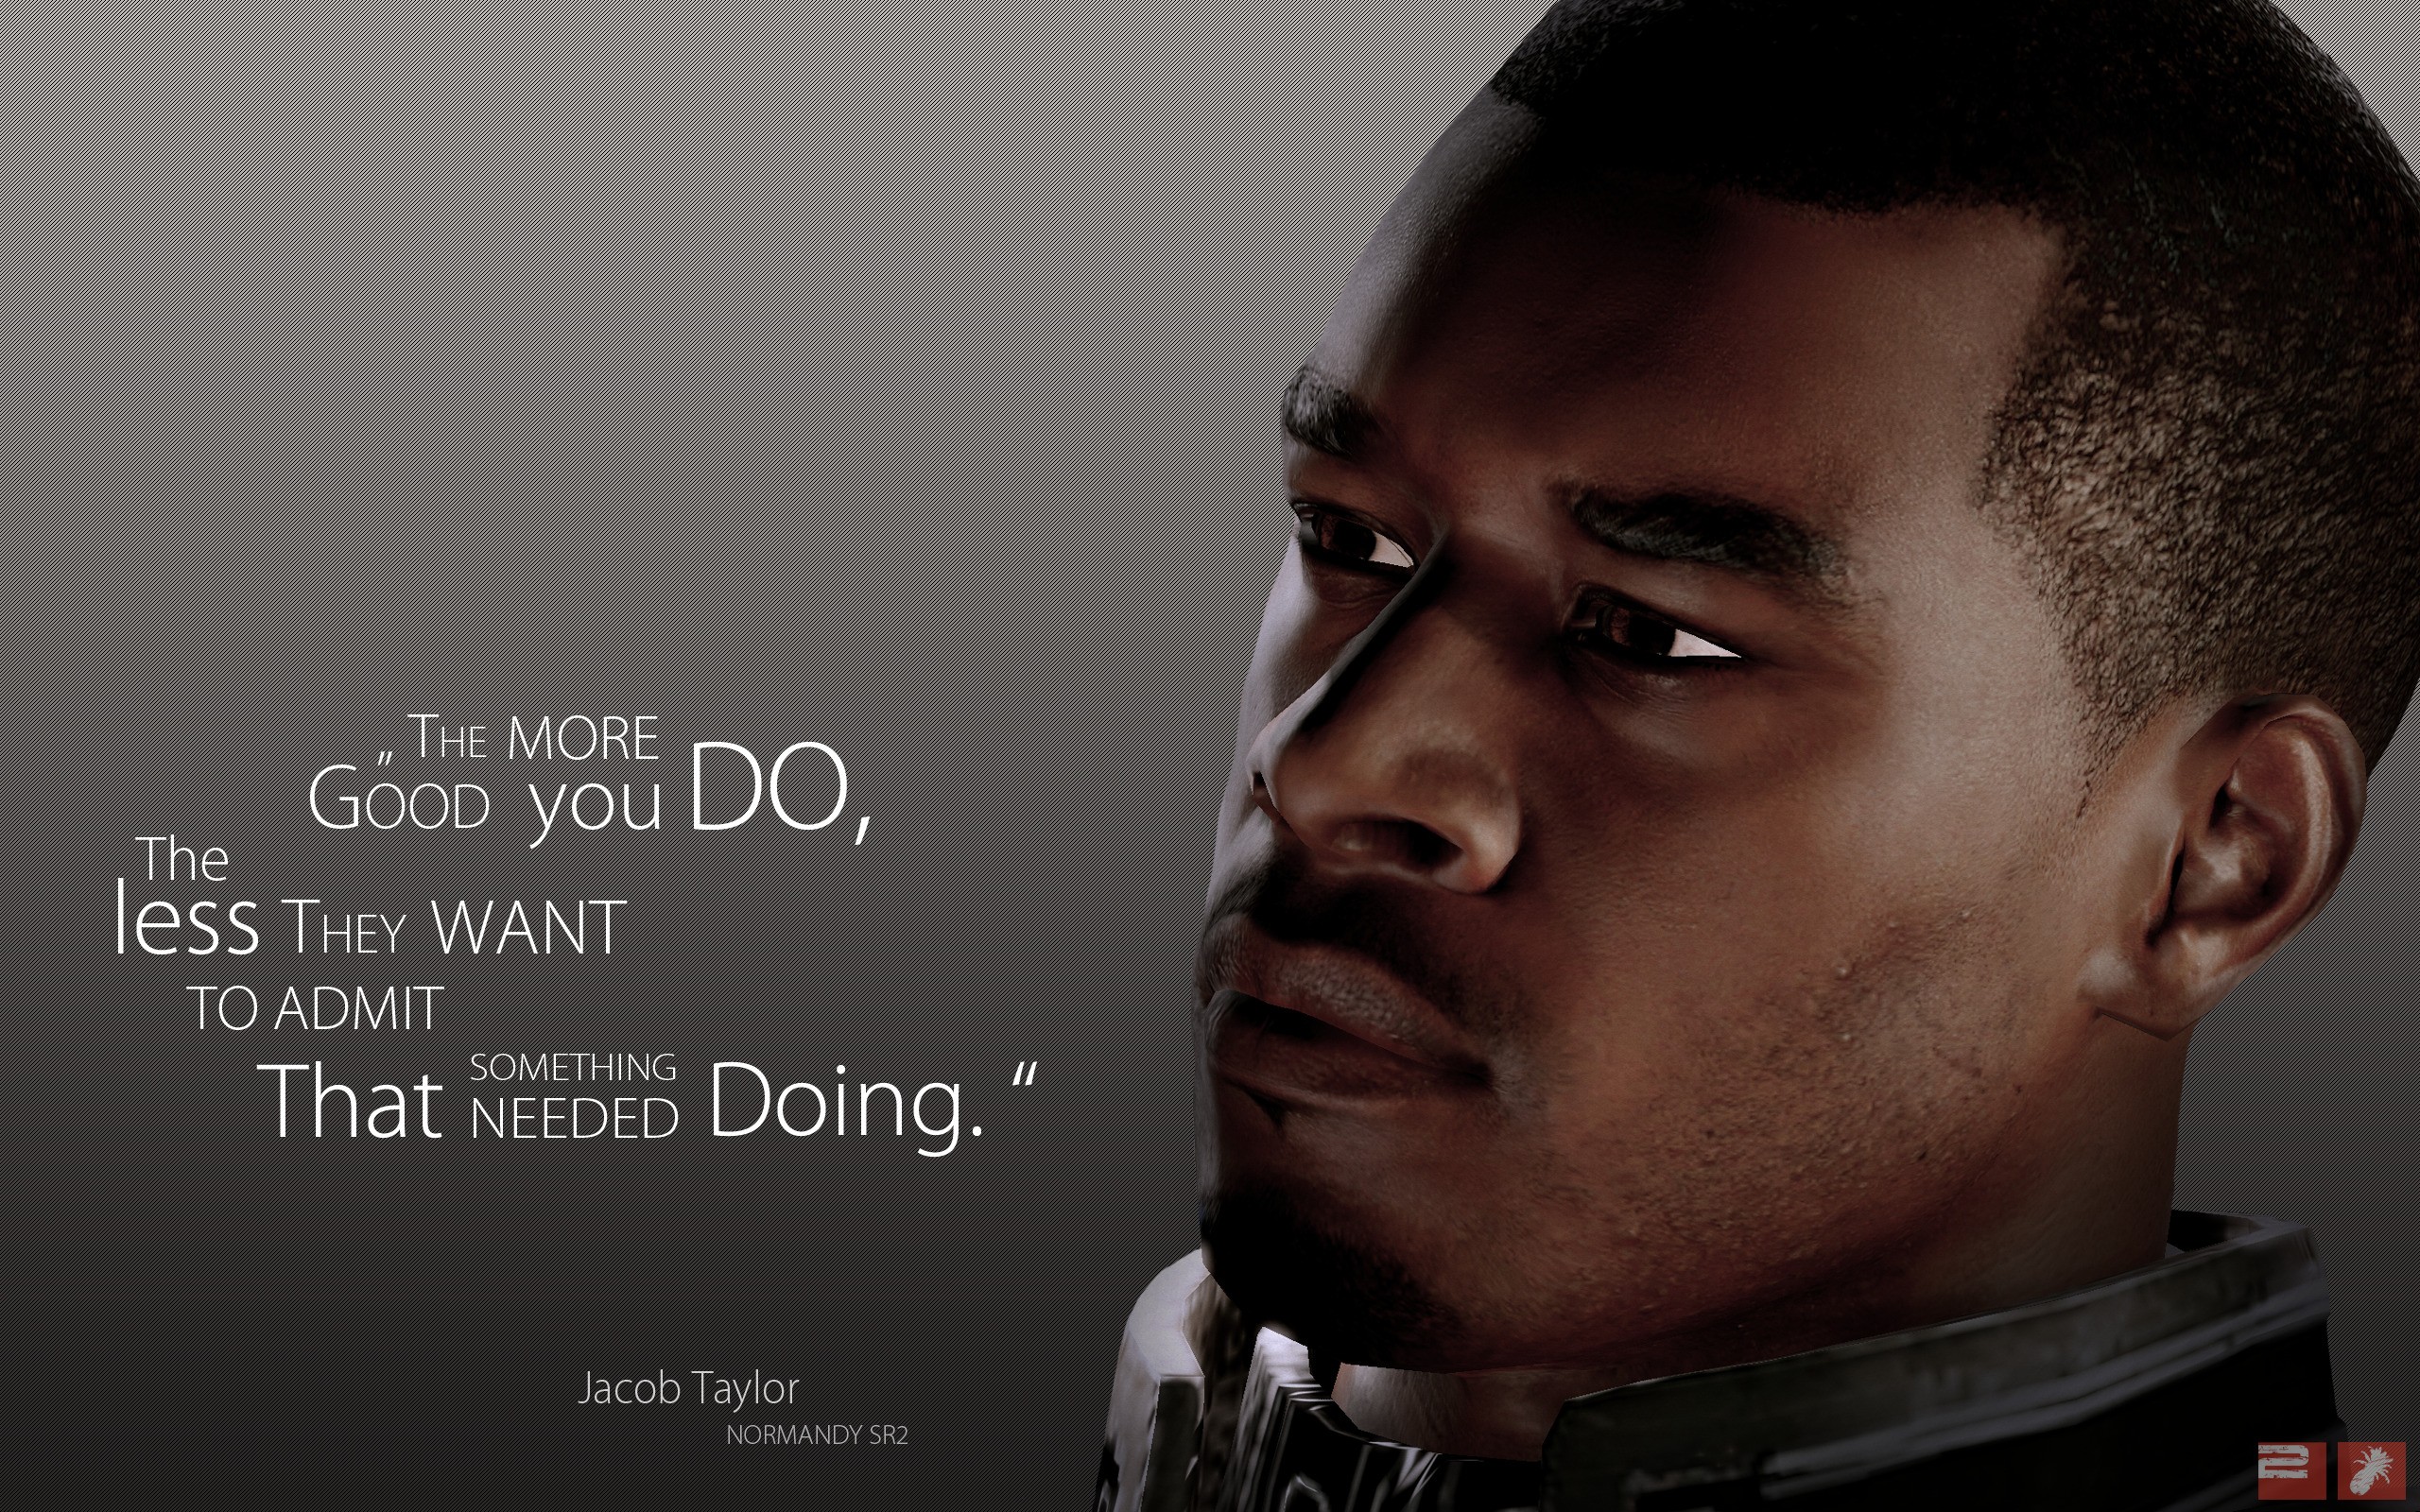 „ The MORE
Good you DO,
The
less They WANT
TO ADMIT
That SOMETHING NEEDED Doing. “
Jacob Taylor
NORMANDY SR2
2